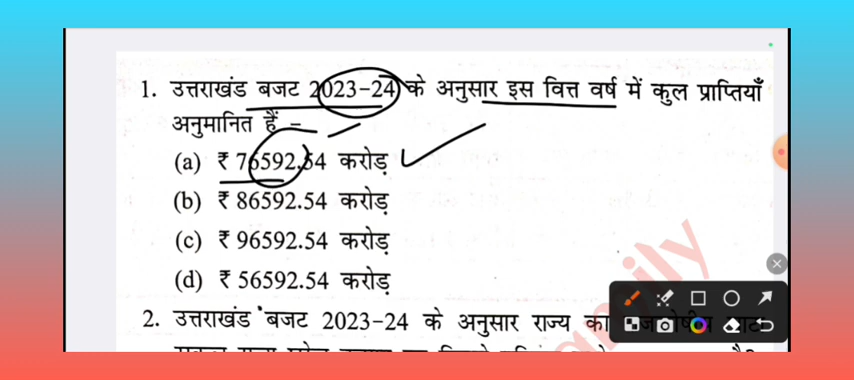 1. उत्तराखंड बजट 2023-24 के अनुसार इस वित्त वर्ष में कुल प्राप्तियाँ
अनुमानित हैं –
(a) ₹ 76592.54 करोड़
(b) ₹ 86592.54 करोड़
(c) ₹ 96592.54 करोड़
(d) ₹ 56592.54 करोड़
2. उत्तराखंड बजट 2023-24 के अनुसार राज्य का
mily